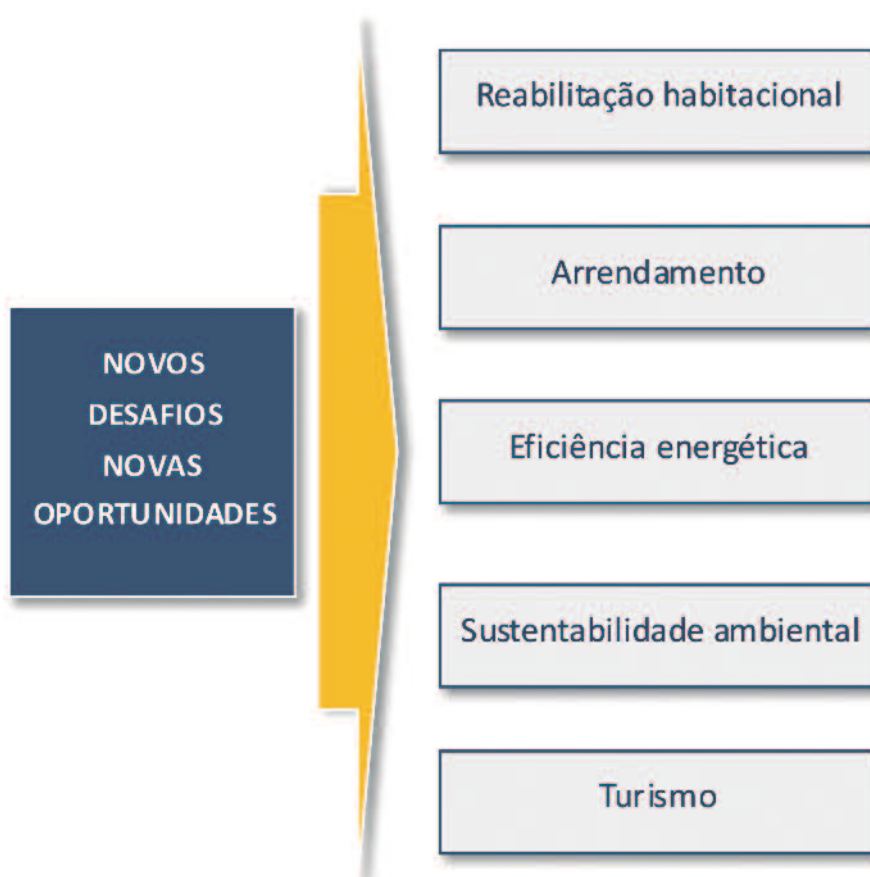 NOVOS
DESAFIOS
NOVAS
OPORTUNIDADES
Reabilitação habitacional
Arrendamento
Eficiência energética
Sustentabilidade ambiental
Turismo